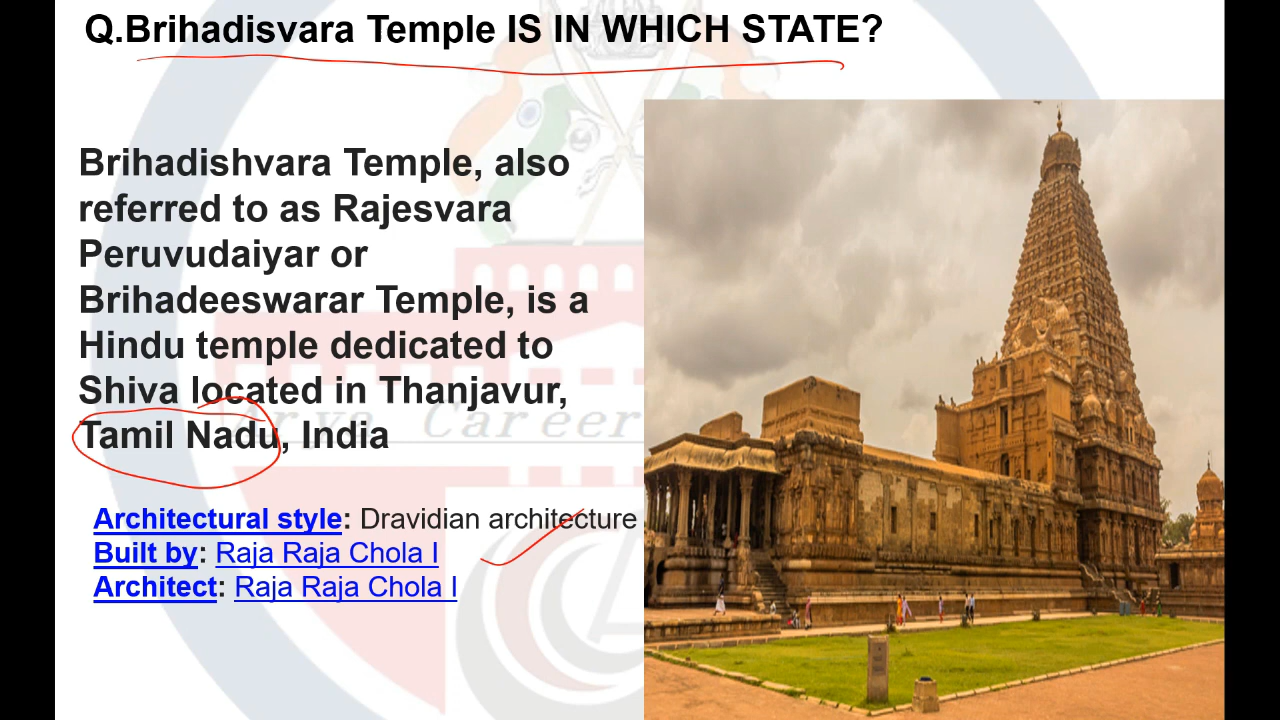 Q.Brihadisvara Temple IS IN WHICH STATE?
Brihadishvara Temple, also
referred to as Rajesvara
Peruvudaiyar or
Brihadeeswarar Temple, is a
Hindu temple dedicated to
Shiva located in Thanjavur,
Tamil Nadu, India
Arya Career
Architectural style: Dravidian architecture
Built by: Raja Raja Chola I
Architect: Raja Raja Chola I